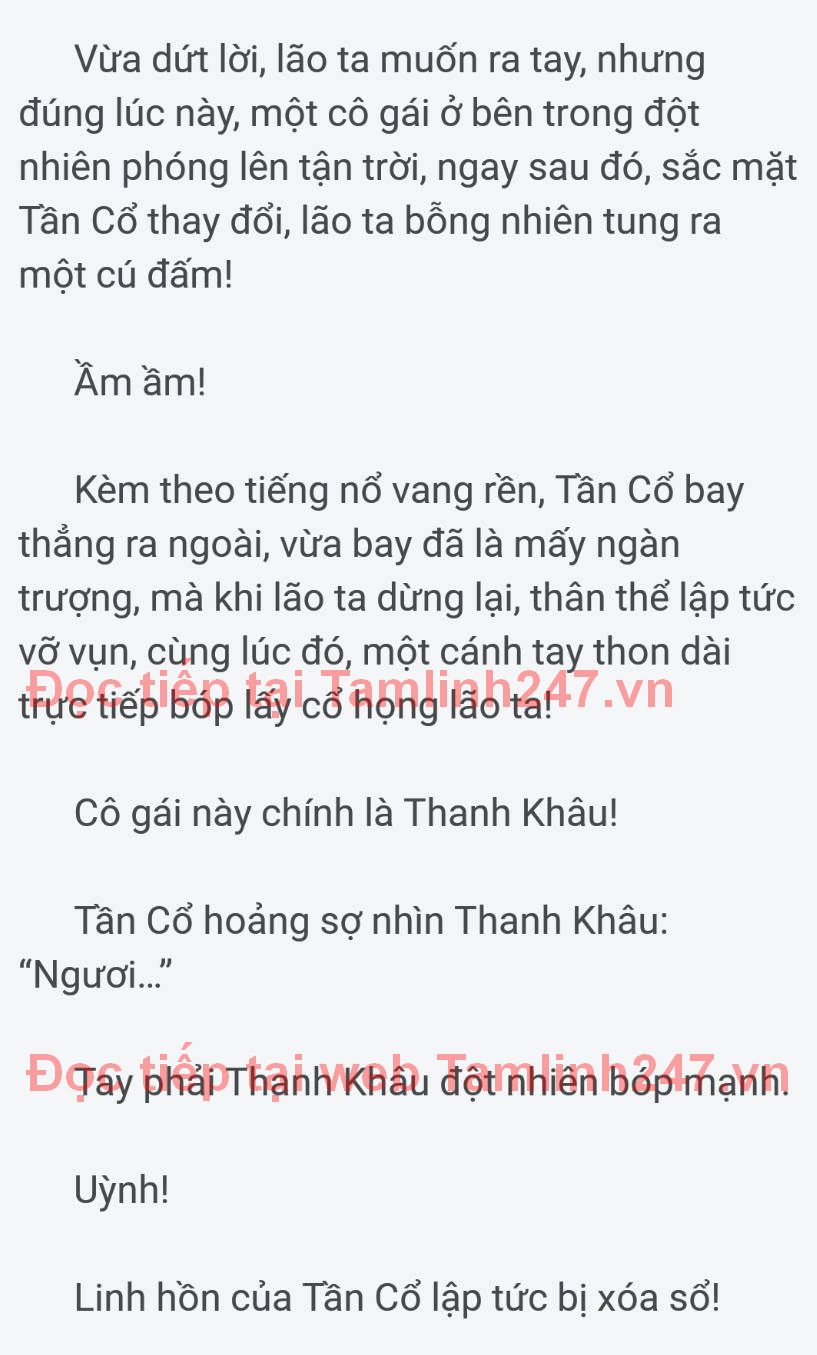 Vừa dứt lời, lão ta muốn ra tay, nhưng
đúng lúc này, một cô gái ở bên trong đột
nhiên phóng lên tận trời, ngay sau đó, sắc mặt
Tần Cổ thay đổi, lão ta bỗng nhiên tung ra
một cú đấm!
Ầm ầm!
Kèm theo tiếng nổ vang rền, Tần Cổ bay
thẳng ra ngoài, vừa bay đã là mấy ngàn
trượng, mà khi lão ta dừng lại, thân thể lập tức
vỡ vụn, cùng lúc đó, một cánh tay thon dài
Đọc tiếp tại Tamlinh247.vn
trực tiếp bóp lấy cổ họng lão ta!
Cô gái này chính là Thanh Khâu!
Tần Cổ hoảng sợ nhìn Thanh Khâu:
“Ngươi...”
Đọc tiếp tại web Tamlinh247.vn
Tay phải Thanh Khâu đột nhiên bóp mạnh.
Uỳnh!
Linh hồn của Tần Cổ lập tức bị xóa sổ!